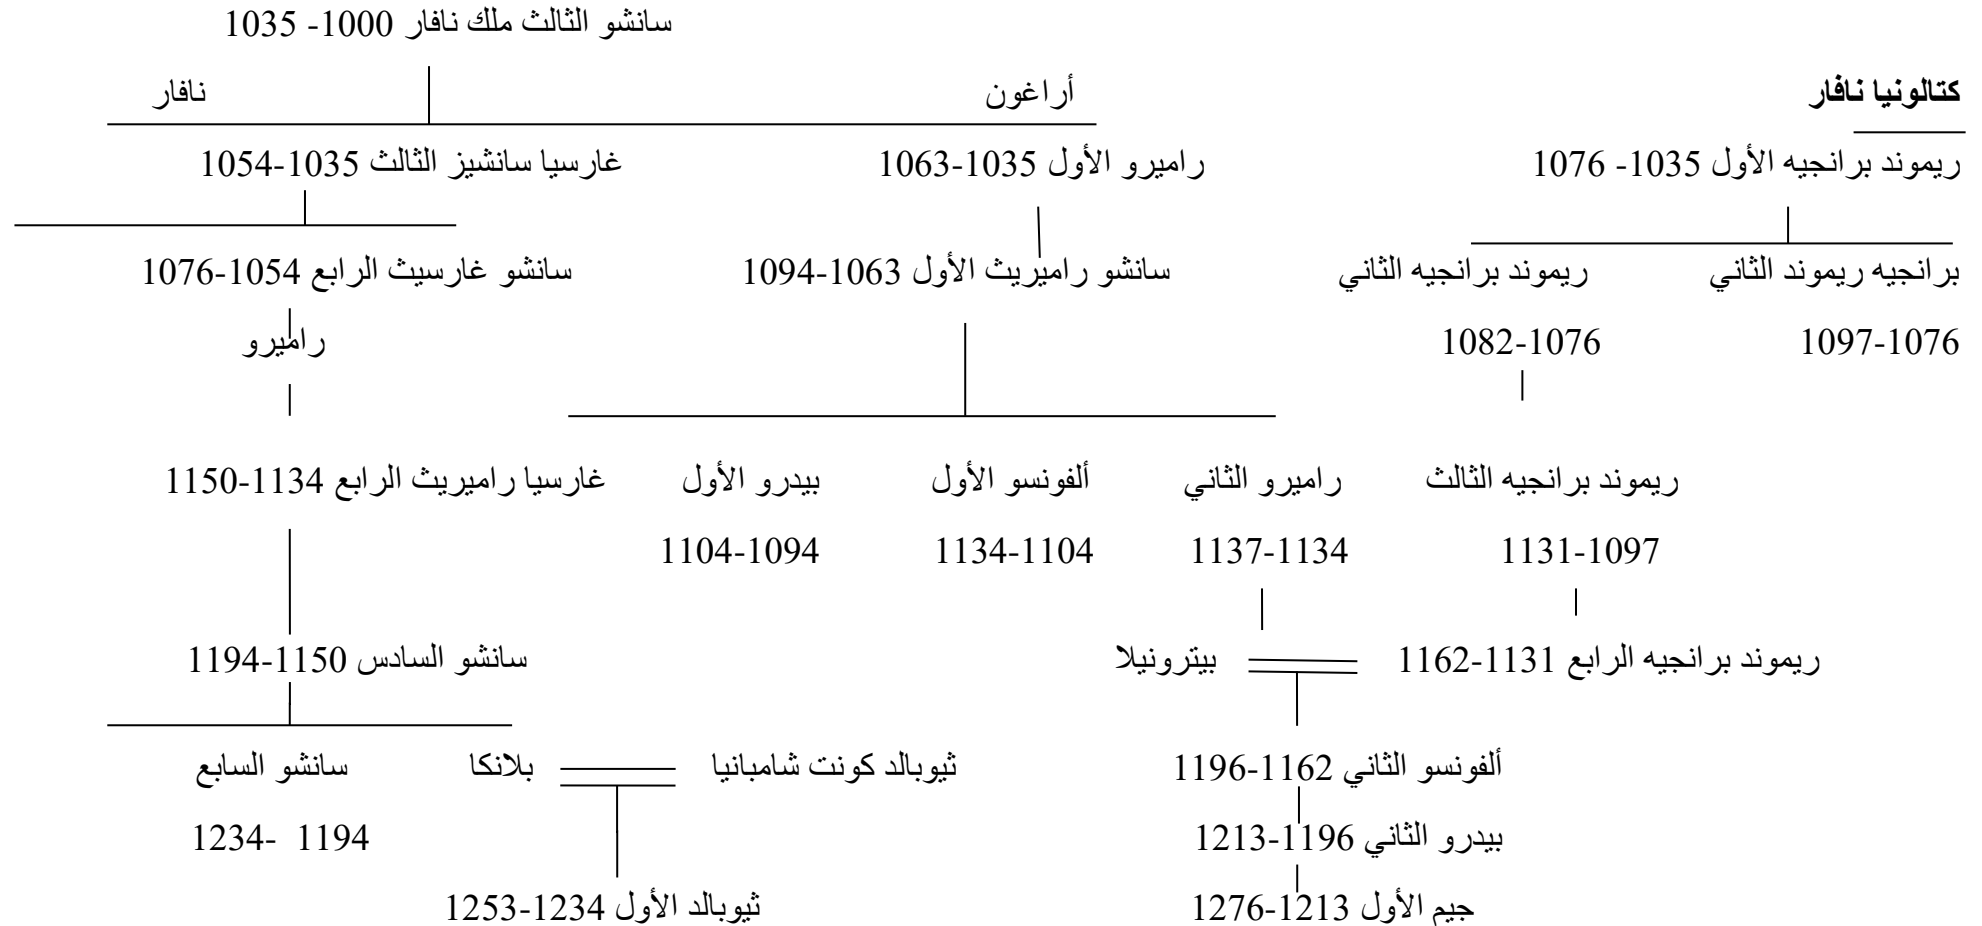 سانشو الثالث ملك نافار 1000- 1035
كتالونيا نافار أراغون نافار
ريموند برانجيه الأول 1035- 1076 راميرو الأول 1035-1063 غارسيا سانشيز الثالث 1035-1054
برانجيه ريموند الثاني ريموند برانجيه الثاني سانشو راميريث الأول 1063-1094 سانشو غارسيث الرابع 1054-1076
1076-1097 1076-1082 راميرو
ريموند برانجيه الثالث راميرو الثاني ألفونسو الأول بيدرو الأول غارسيا راميريث الرابع 1134-1150
1097-1131 1134-1137 1104-1134 1094-1104
ريموند برانجيه الرابع 1131-1162 بيترونيلا سانشو السادس 1150-1194
ألفونسو الثاني 1162-1196 ثيوبالد كونت شامبانيا بلانكا سانشو السابع
بيدرو الثاني 1196-1213 1194 -1234
جيم الأول 1213-1276 ثيوبالد الأول 1234-1253